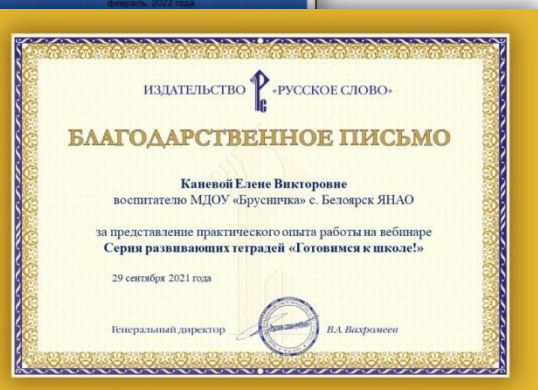 февраль, 2022 года
ИЗДАТЕЛЬСТВО РС «РУССКОЕ СЛОВО»
БЛАГОДАРСТВЕННОЕ ПИСЬМО
Каневой Елене Викторовне
воспитателю МДОУ «Брусничка» с. Белоярск ЯНАО
за представление практического опыта работы на вебинаре
Серия развивающих тетрадей «Готовимся к школе!»
29 сентября 2021 года
Генеральный директор В.А. Вахромеев